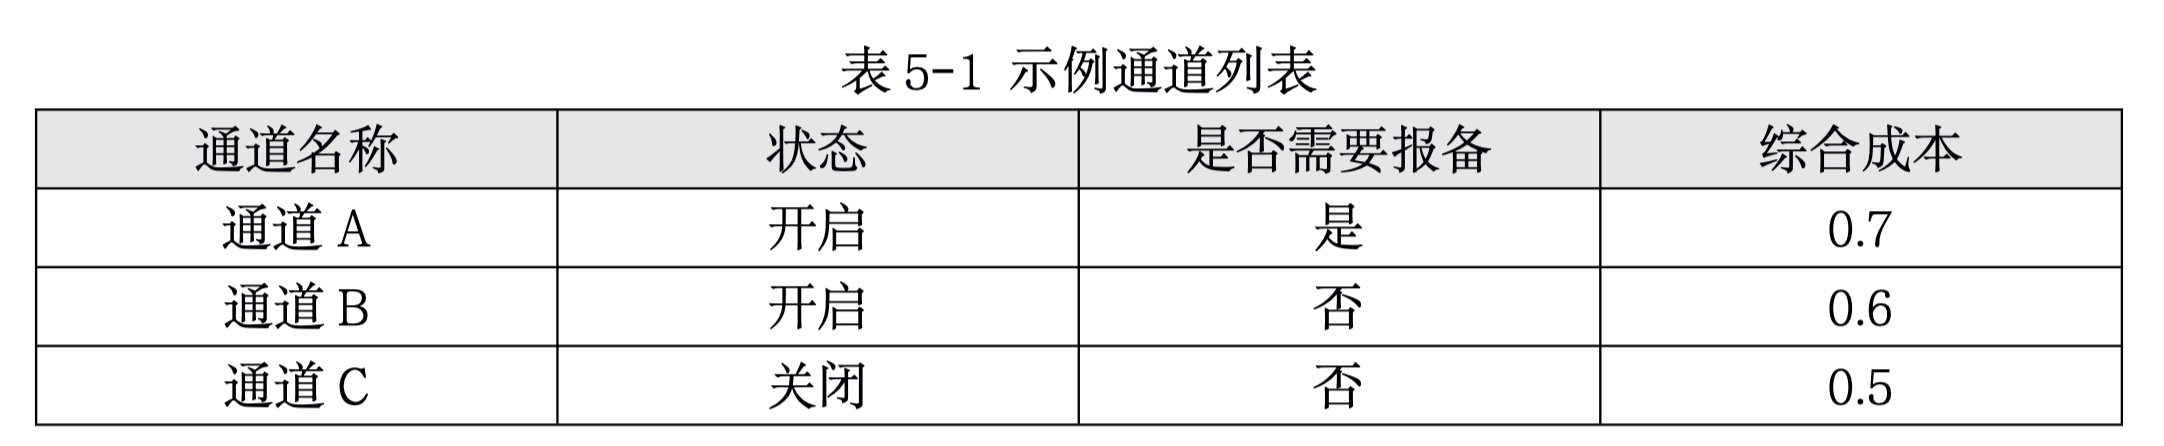 表 5-1 示例通道列表
通道名称 状态 是否需要报备 综合成本
通道 A 开启 是 0.7
通道 B 开启 否 0.6
通道 C 关闭 否 0.5